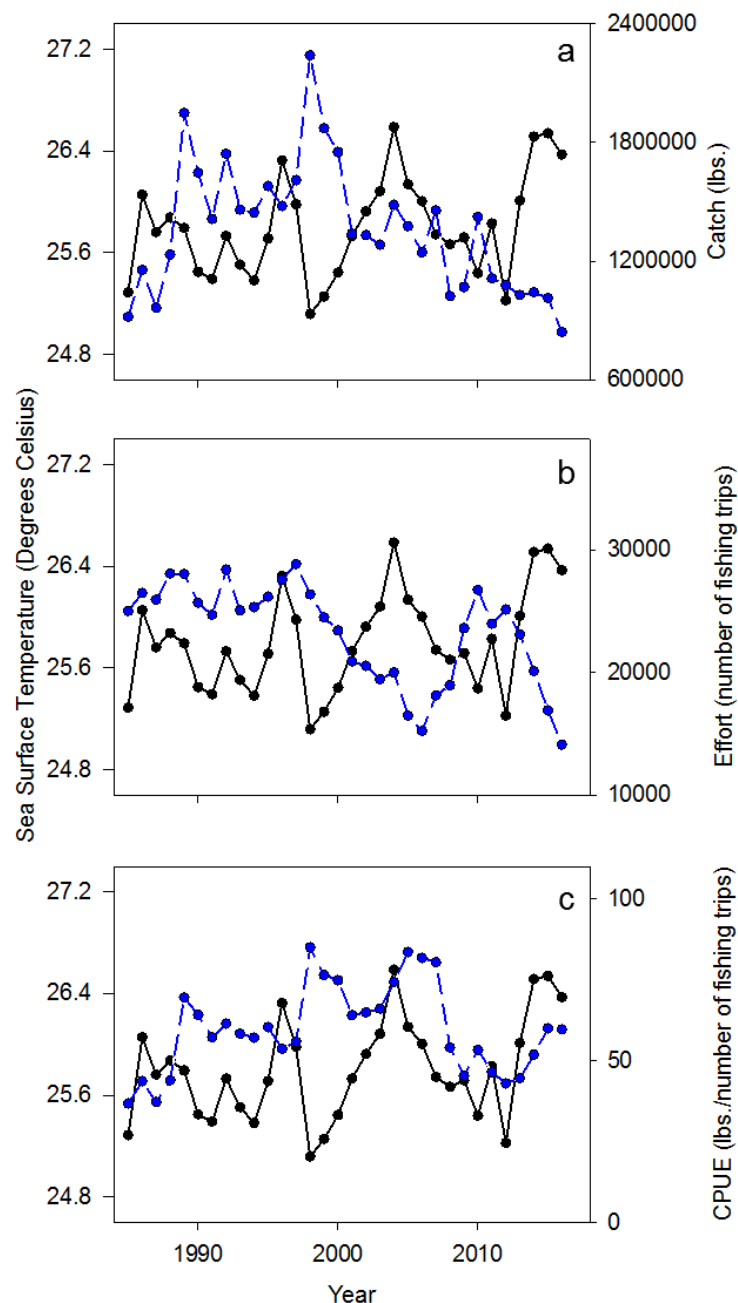 a
27.2
26.4
25.6
24.8
2400000
1800000
1200000
600000
Catch (lbs.)
b
27.2
26.4
25.6
24.8
30000
20000
10000
Sea Surface Temperature (Degrees Celsius)
Effort (number of fishing trips)
c
27.2
26.4
25.6
24.8
100
50
0
CPUE (lbs./number of fishing trips)
1990 2000 2010
Year